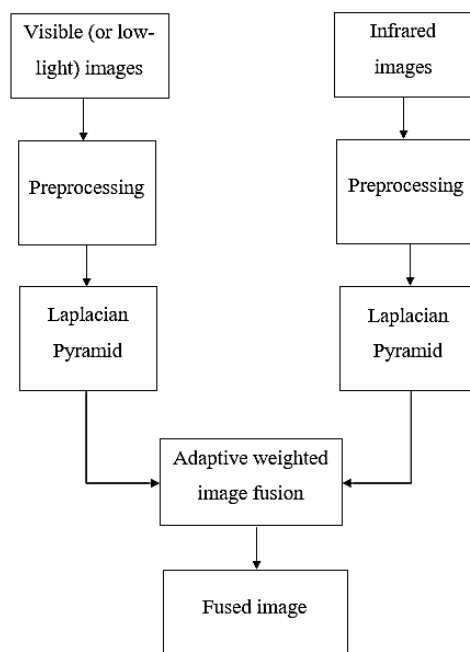 Visible (or low-
light) images
Infrared
images
Preprocessing
Preprocessing
Laplacian
Pyramid
Laplacian
Pyramid
Adaptive weighted
image fusion
Fused image